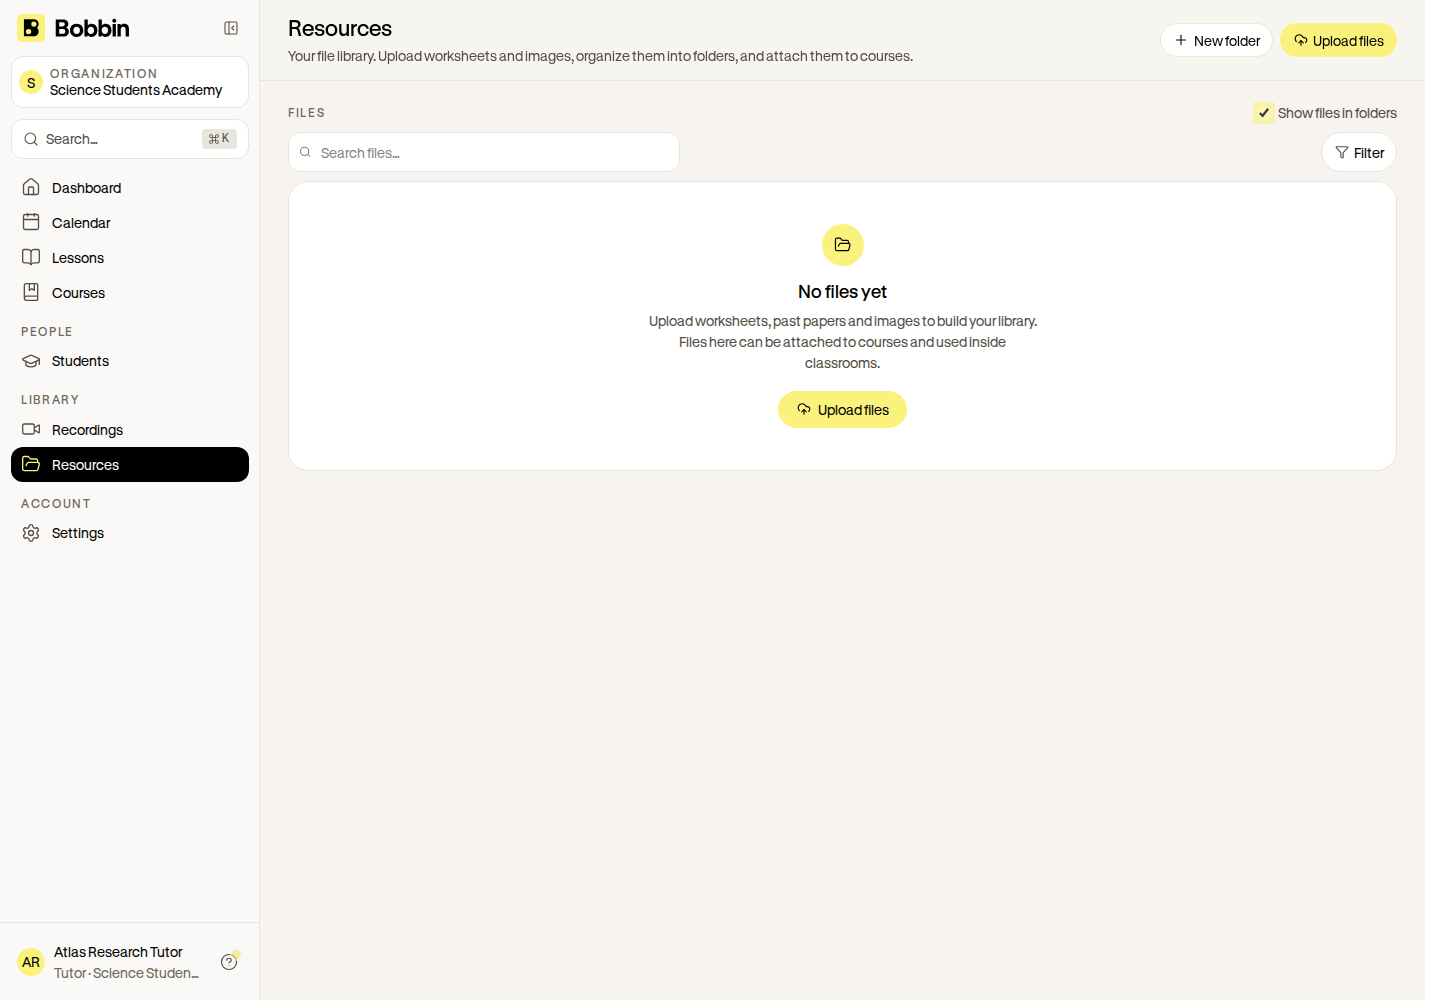 Bobbin
S
ORGANIZATION
Science Students Academy
Search...
⌘ K
Dashboard
Calendar
Lessons
Courses
PEOPLE
Students
LIBRARY
Recordings
Resources
ACCOUNT
Settings
AR
Atlas Research Tutor
Tutor · Science Studen...
Resources
Your file library. Upload worksheets and images, organize them into folders, and attach them to courses.
New folder
Upload files
FILES
Show files in folders
Search files...
Filter
No files yet
Upload worksheets, past papers and images to build your library.
Files here can be attached to courses and used inside
classrooms.
Upload files